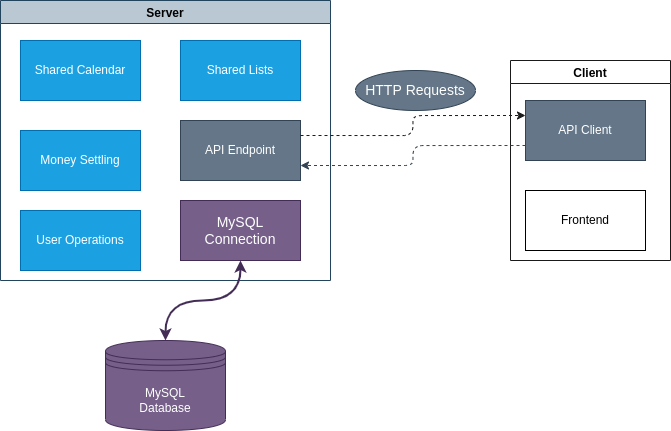 Server
Shared Calendar
Shared Lists
HTTP Requests
Client
API Endpoint
API Client
Money Settling
MySQL
Connection
User Operations
Frontend
MySQL
Database